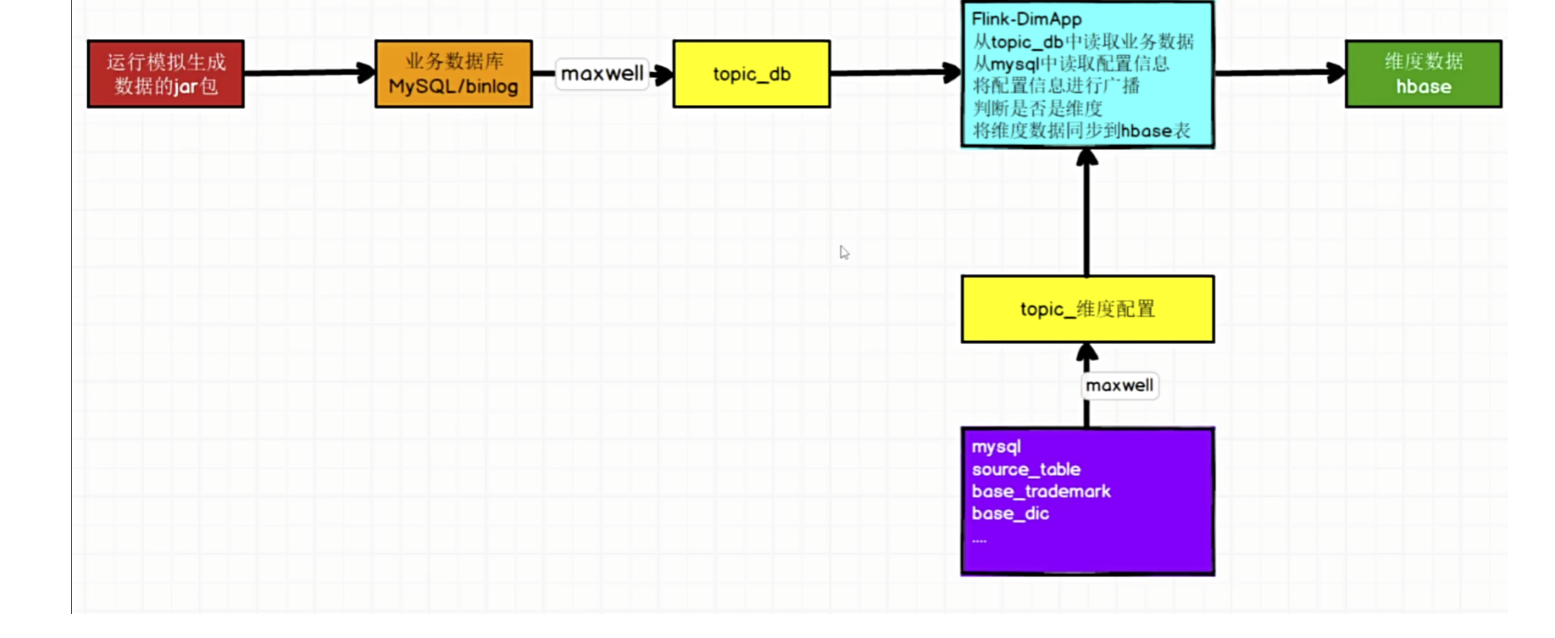 运行模拟生成
数据的jar包
业务数据库
MySQL/binlog
maxwell
topic_db
Flink-DimApp
从topic_db中读取业务数据
从mysql中读取配置信息
将配置信息进行广播
判断是否是维度
将维度数据同步到hbase表
维度数据
hbase
topic_维度配置
maxwell
mysql
source_table
base_trademark
base_dic
....